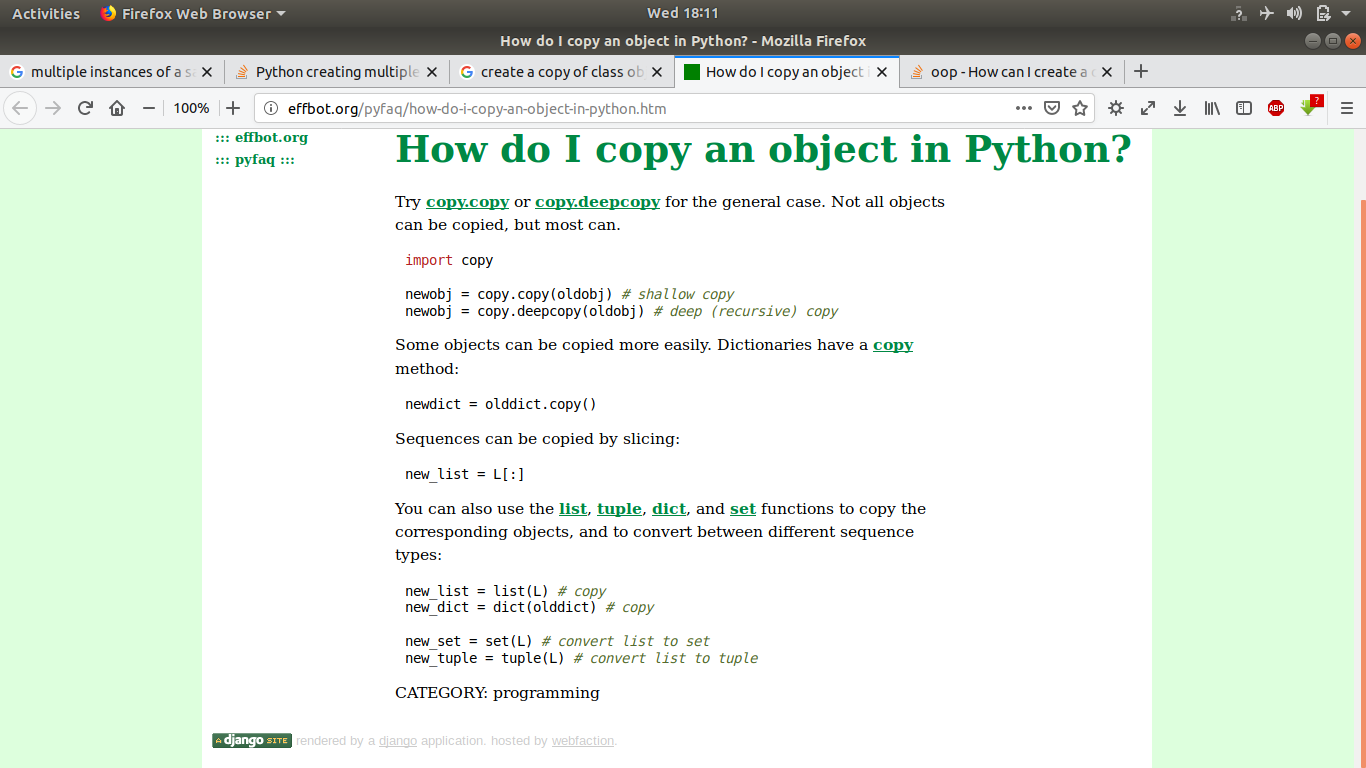 Activities Firefox Web Browser Wed 18:11
How do I copy an object in Python? - Mozilla Firefox
multiple instances of a sa Python creating multiple create a copy of class ob How do I copy an object oop - How can I create a
100% effbot.org/pyfaq/how-do-i-copy-an-object-in-python.htm ABP ?
::: effbot.org
::: pyfaq :::
How do I copy an object in Python?
Try copy.copy or copy.deepcopy for the general case. Not all objects
can be copied, but most can.
import copy
newobj = copy.copy(oldobj) # shallow copy
newobj = copy.deepcopy(oldobj) # deep (recursive) copy
Some objects can be copied more easily. Dictionaries have a copy
method:
newdict = olddict.copy()
Sequences can be copied by slicing:
new_list = L[:]
You can also use the list, tuple, dict, and set functions to copy the
corresponding objects, and to convert between different sequence
types:
new_list = list(L) # copy
new_dict = dict(olddict) # copy
new_set = set(L) # convert list to set
new_tuple = tuple(L) # convert list to tuple
CATEGORY: programming
A django SITE rendered by a django application. hosted by webfaction.